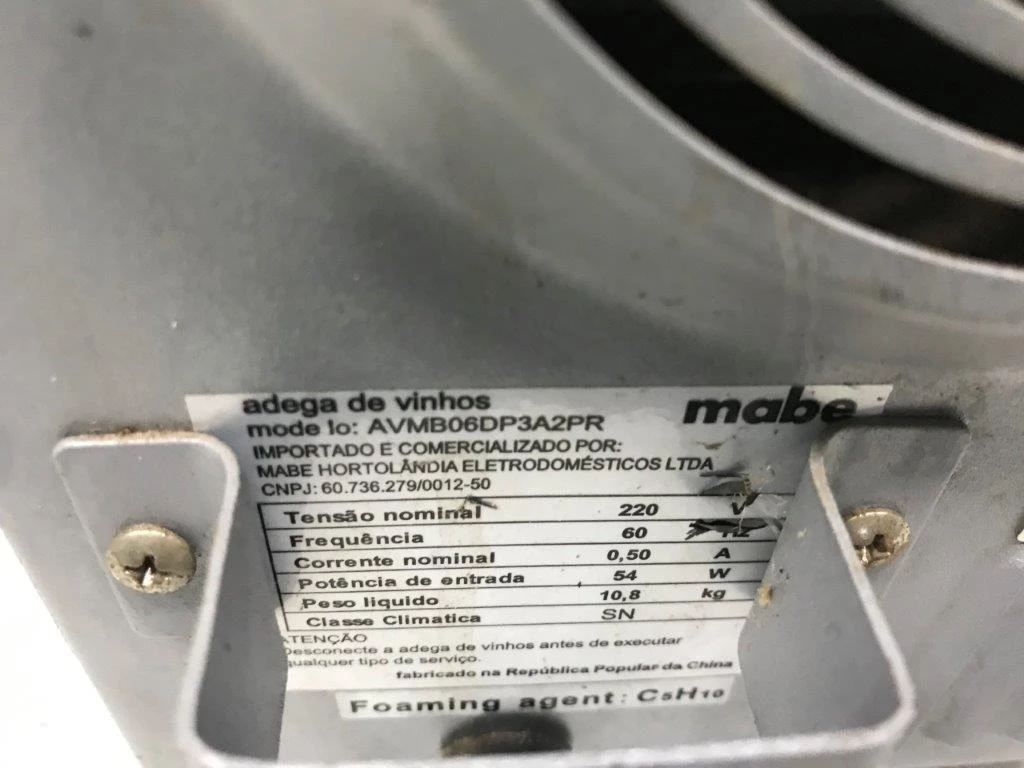 adega de vinhos
mabe
mode lo: AVMB06DP3A2PR
IMPORTADO E COMERCIALIZADO POR:
MABE HORTOLÂNDIA ELETRODOMÉSTICOS LTDA
CNPJ: 60.736.279/0012-50
Tensão nominal 220 V
Frequência 60 Hz
Corrente nominal 0,50 A
Potência de entrada 54 W
Peso liquido 10,8 kg
Classe Climatica SN
ATENÇÃO
Desconecte a adega de vinhos antes de executar
qualquer tipo de serviço.
fabricado na República Popular da China
Foaming agent: C5H10